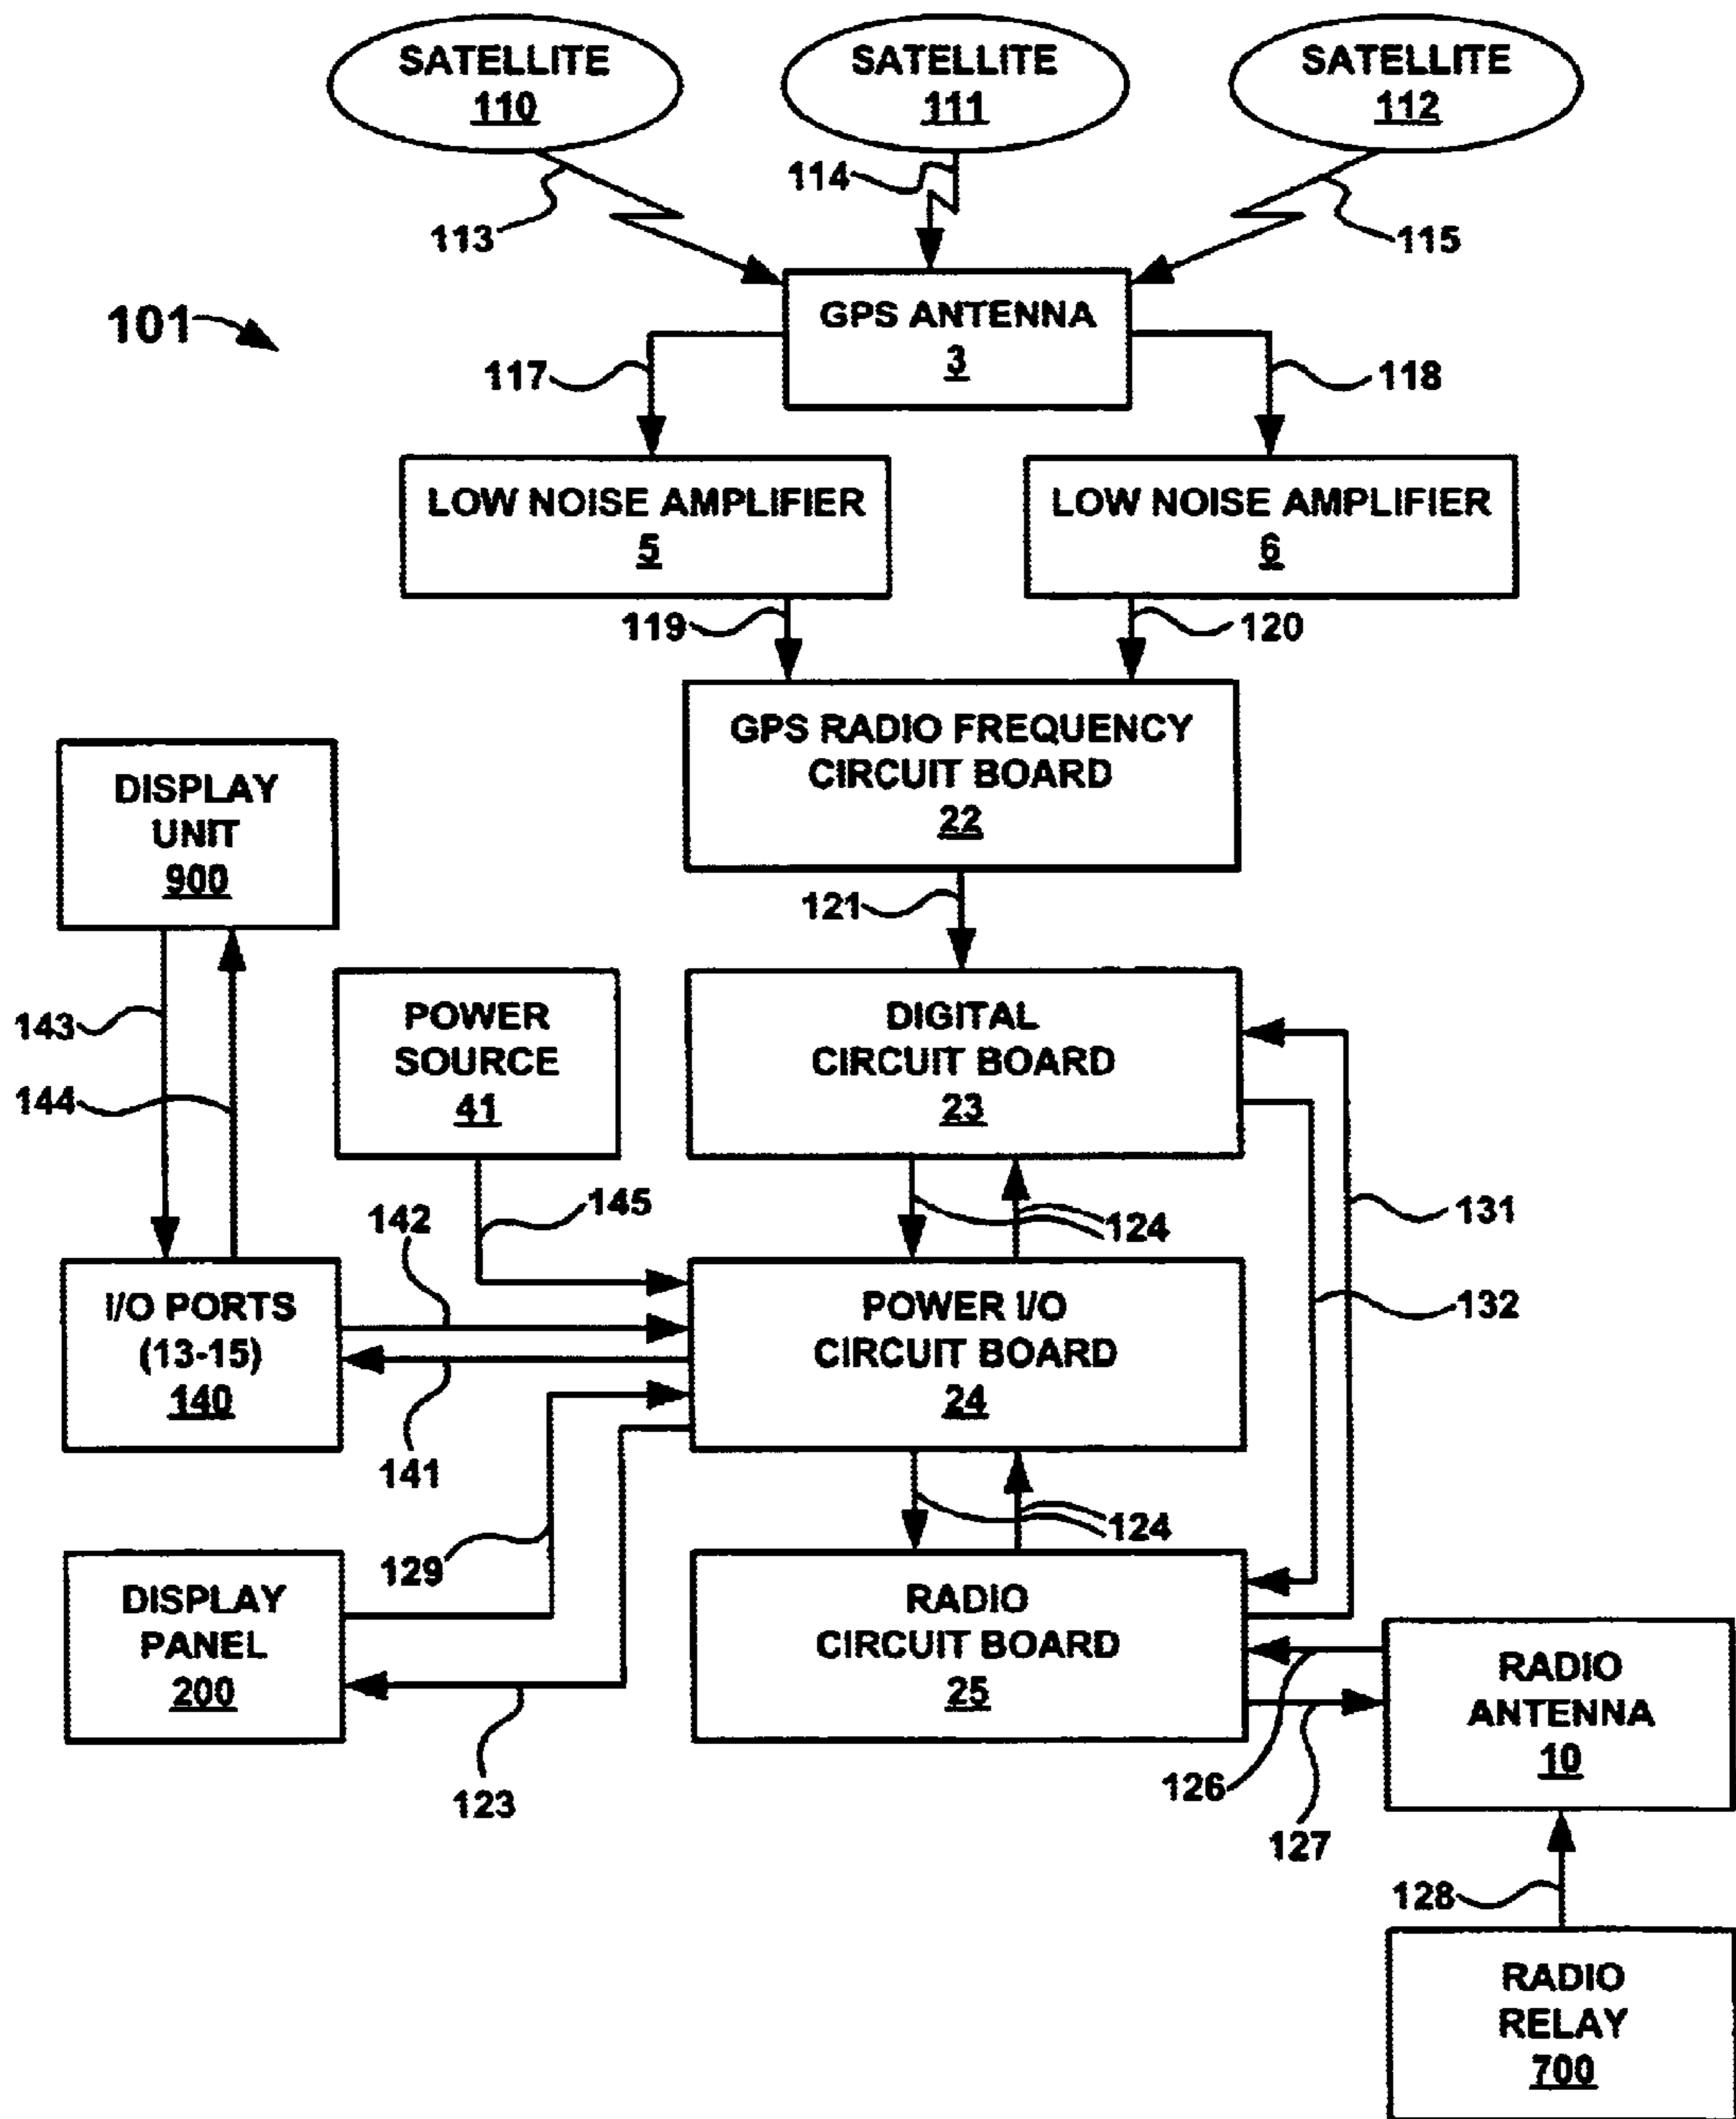 SATELLITE
110
SATELLITE
111
SATELLITE
112
113
114
115
101
GPS ANTENNA
3
117
118
LOW NOISE AMPLIFIER
5
LOW NOISE AMPLIFIER
6
119
120
GPS RADIO FREQUENCY
CIRCUIT BOARD
22
DISPLAY
UNIT
900
121
POWER
SOURCE
41
DIGITAL
CIRCUIT BOARD
23
143
144
142
145
124
131
132
I/O PORTS
(13-15)
140
POWER I/O
CIRCUIT BOARD
24
141
129
124
DISPLAY
PANEL
200
RADIO
CIRCUIT BOARD
25
RADIO
ANTENNA
10
123
126
127
128
RADIO
RELAY
700